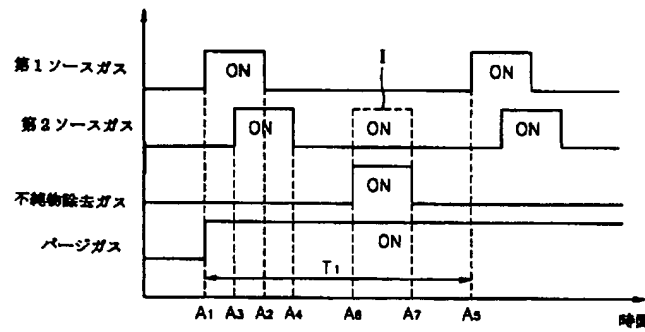 I
第1ソースガス ON ON
第2ソースガス ON ON ON
不純物除去ガス ON
パージガス ON
T1
A1 A3 A2 A4 A6 A7 A5 時間